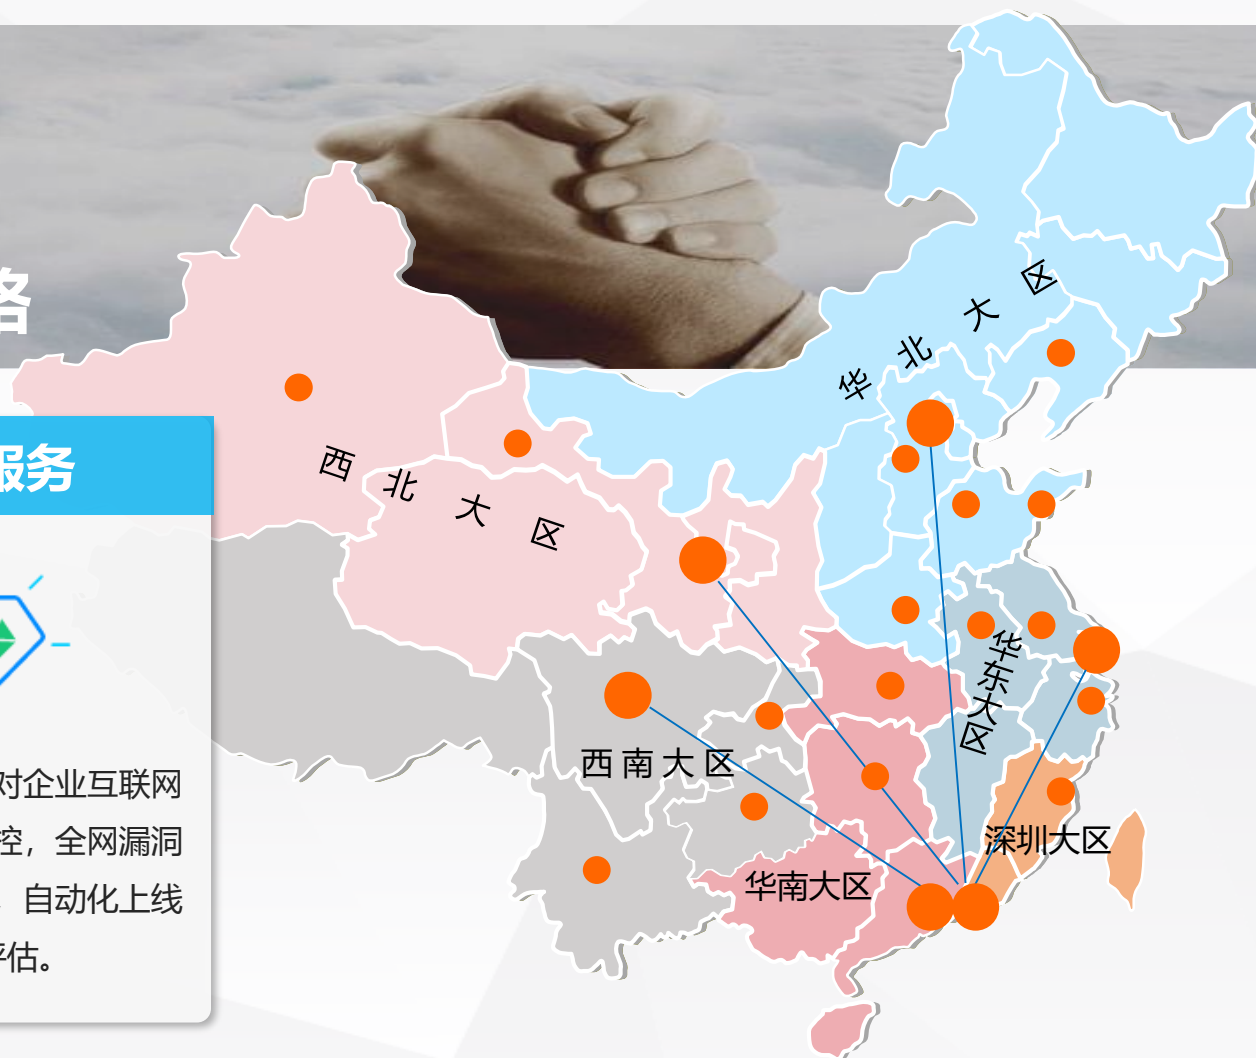 络
服务
对企业互联网
控，全网漏洞
，自动化上线
评估。
华北大区
西北大区
华东大区
西南大区
深圳大区
华南大区